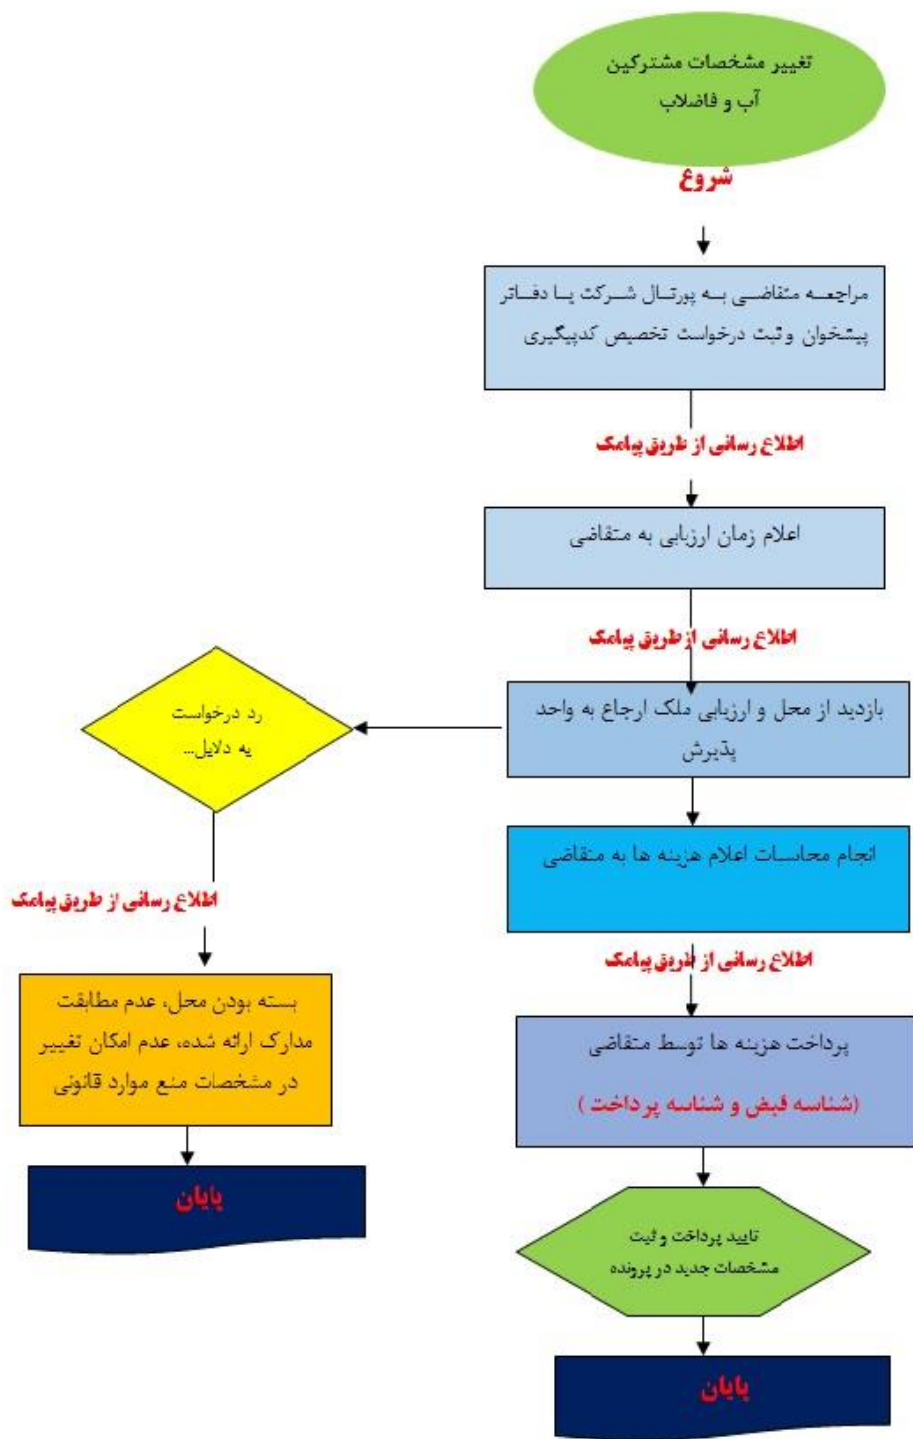 تغییر مشخصات مشترکین
آب و فاضلاب
شروع
مراجعه متقاضی به پورتال شرکت یا دفاتر
پیشخوان و ثبت درخواست تخصیص کدپیگیری
اطلاع رسانی از طریق پیامک
اعلام زمان ارزیابی به متقاضی
اطلاع رسانی از طریق پیامک
بازدید از محل و ارزیابی ملک ارجاع به واحد
پذیرش
رد درخواست
به دلایل...
انجام محاسبات اعلام هزینه ها به متقاضی
اطلاع رسانی از طریق پیامک
اطلاع رسانی از طریق پیامک
بسته بودن محل، عدم مطابقت
مدارک ارائه شده، عدم امکان تغییر
در مشخصات منع موارد قانونی
پرداخت هزینه ها توسط متقاضی
(شناسه قبض و شناسه پرداخت )
پایان
تایید پرداخت و ثبت
مشخصات جدید در پرونده
پایان